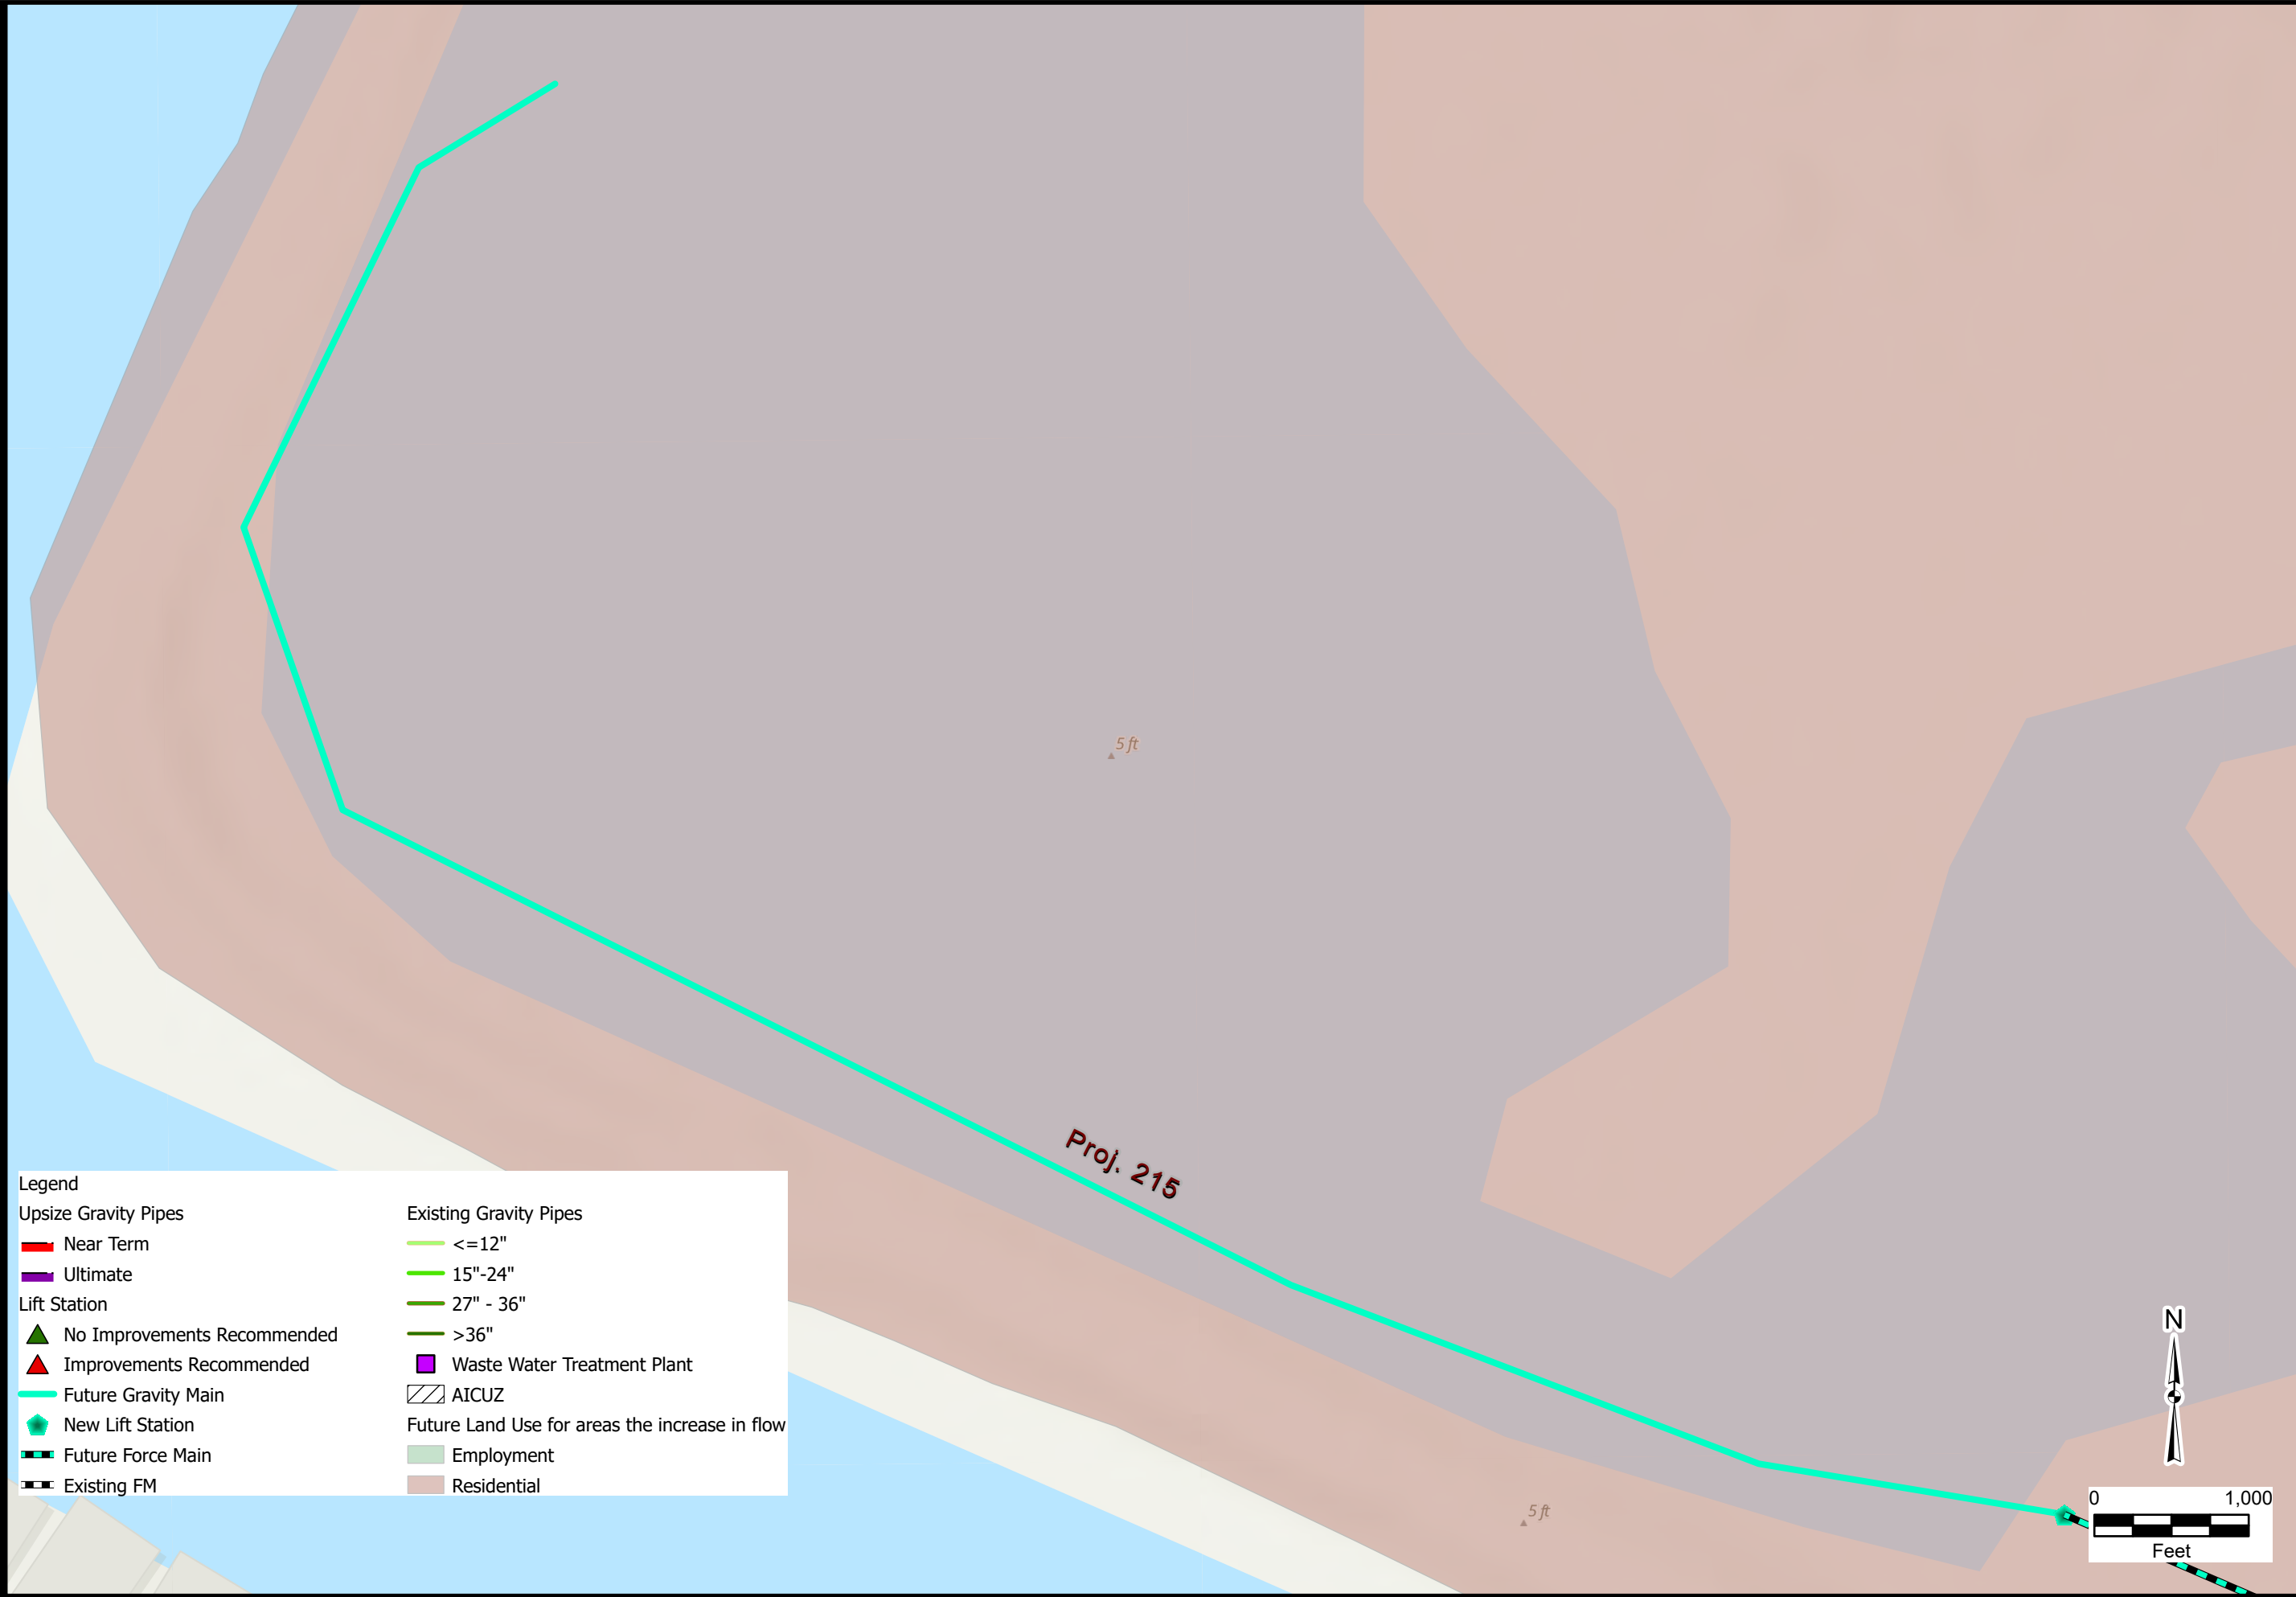 5 ft
Proj. 215
Legend
Upsize Gravity Pipes
Near Term
Ultimate
Lift Station
No Improvements Recommended
Improvements Recommended
Future Gravity Main
New Lift Station
Future Force Main
Existing FM
Existing Gravity Pipes
<=12"
15"-24"
27" - 36"
>36"
Waste Water Treatment Plant
AICUZ
Future Land Use for areas the increase in flow
Employment
Residential
5 ft
N
0 1,000
Feet